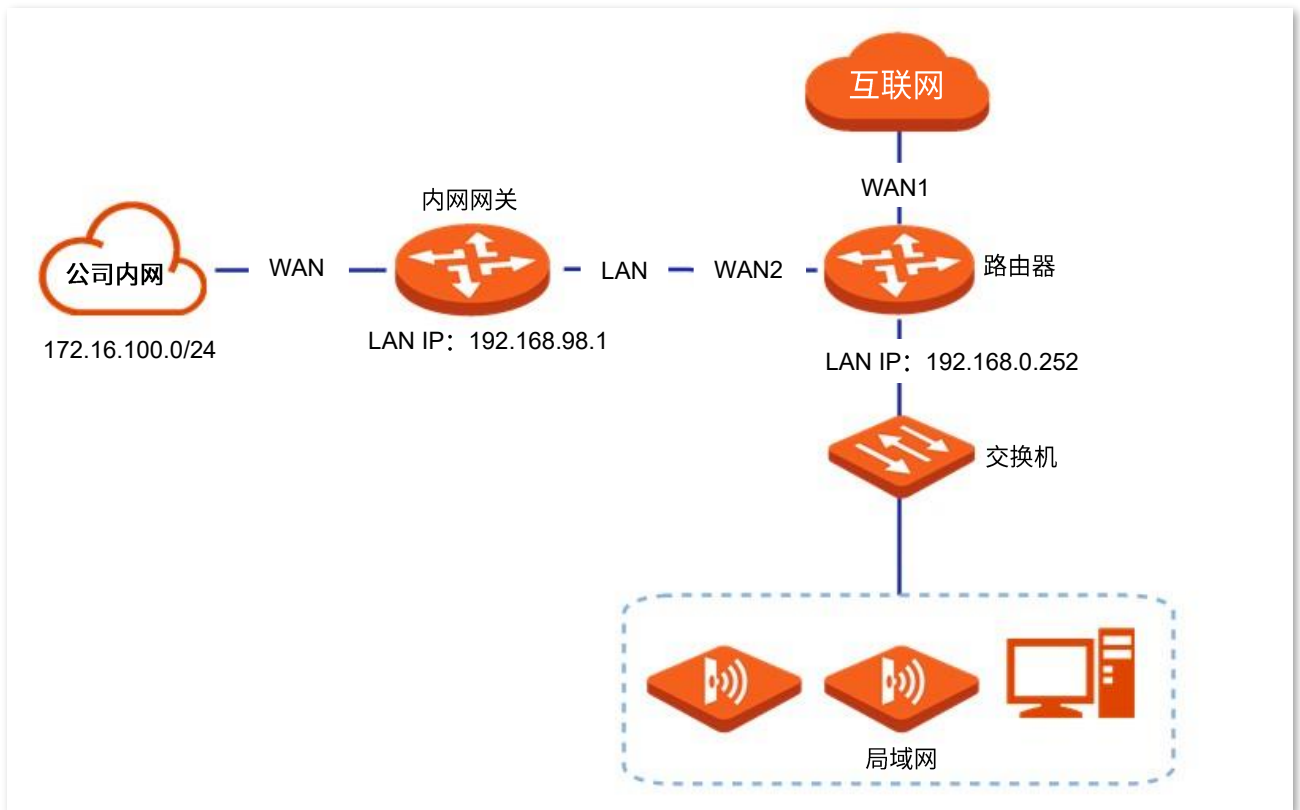 互联网
WAN1
内网网关
公司内网
WAN
LAN
WAN2
路由器
172.16.100.0/24
LAN IP：192.168.98.1
LAN IP：192.168.0.252
交换机
局域网